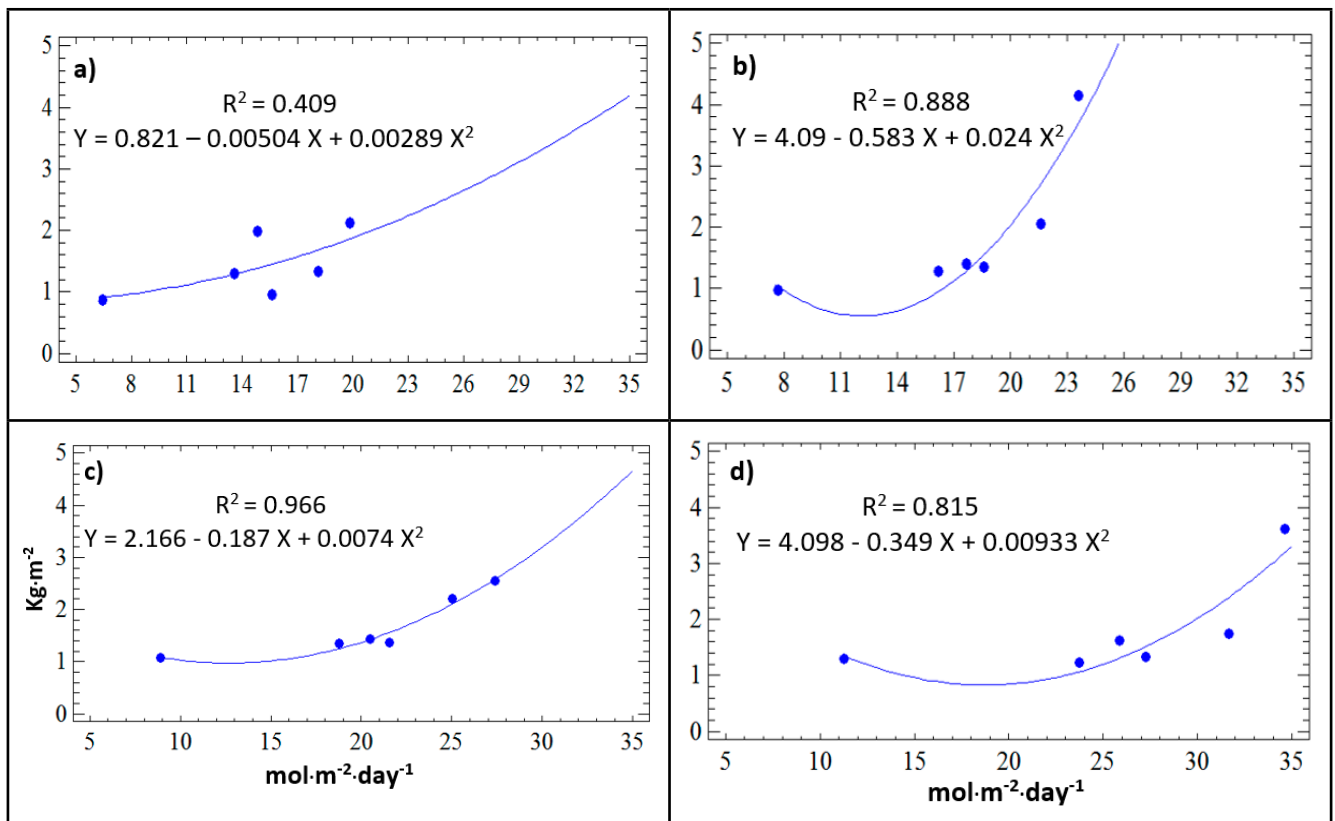 a)
R² = 0.409
Y = 0.821 – 0.00504 X + 0.00289 X²
5
4
3
2
1
0
5 8 11 14 17 20 23 26 29 32 35
b)
R² = 0.888
Y = 4.09 - 0.583 X + 0.024 X²
5
4
3
2
1
0
5 8 11 14 17 20 23 26 29 32 35
c)
R² = 0.966
Y = 2.166 - 0.187 X + 0.0074 X²
Kg·m⁻²
5
4
3
2
1
0
5 10 15 20 25 30 35
mol·m⁻²·day⁻¹
d)
R² = 0.815
Y = 4.098 - 0.349 X + 0.00933 X²
5
4
3
2
1
0
5 10 15 20 25 30 35
mol·m⁻²·day⁻¹